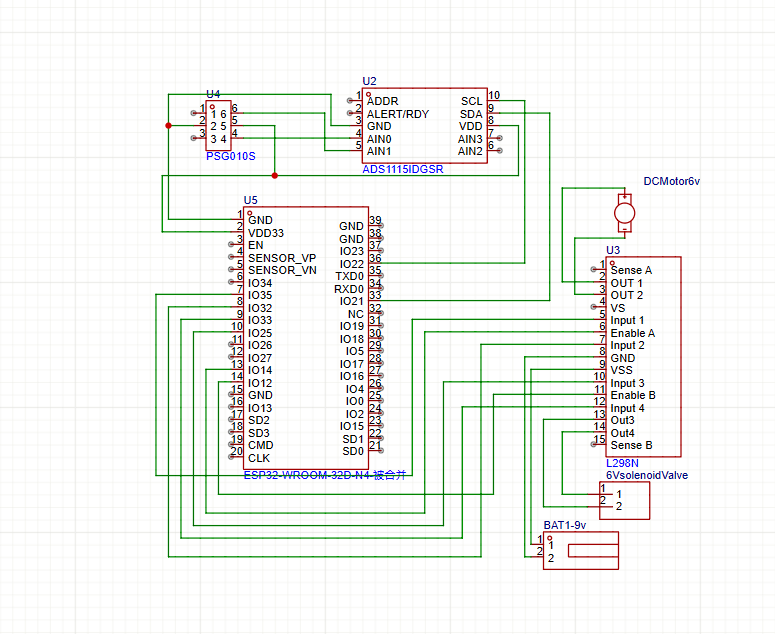 U4
1 1 6 6
2 2 5 5
3 3 4 4
PSG010S
U2
1 ADDR SCL 10
2 ALERT/RDY SDA 9
3 GND VDD 8
4 AIN0 AIN3 7
5 AIN1 AIN2 6
ADS1115IDGSR
U5
1 GND
2 VDD33
3 EN
4 SENSOR_VP
5 SENSOR_VN
6 IO34
7 IO35
8 IO32
9 IO33
10 IO25
11 IO26
12 IO27
13 IO14
14 IO12
15 GND
16 IO13
17 SD2
18 SD3
19 CMD
20 CLK
GND 39
GND 38
IO23 37
IO22 36
TXD0 35
RXD0 34
IO21 33
NC 32
IO19 31
IO18 30
IO5 29
IO17 28
IO16 27
IO4 26
IO0 25
IO2 24
IO15 23
SD1 22
SD0 21
ESP32-WROOM-32D-N4-被合并
DCMotor6v
+
-
U3
1 Sense A
2 OUT 1
3 OUT 2
4 VS
5 Input 1
6 Enable A
7 Input 2
8 GND
9 VSS
10 Input 3
11 Enable B
12 Input 4
13 Out3
14 Out4
15 Sense B
L298N
6VsolenoidValve
1 1
2 2
BAT1-9v
1 1
2 2